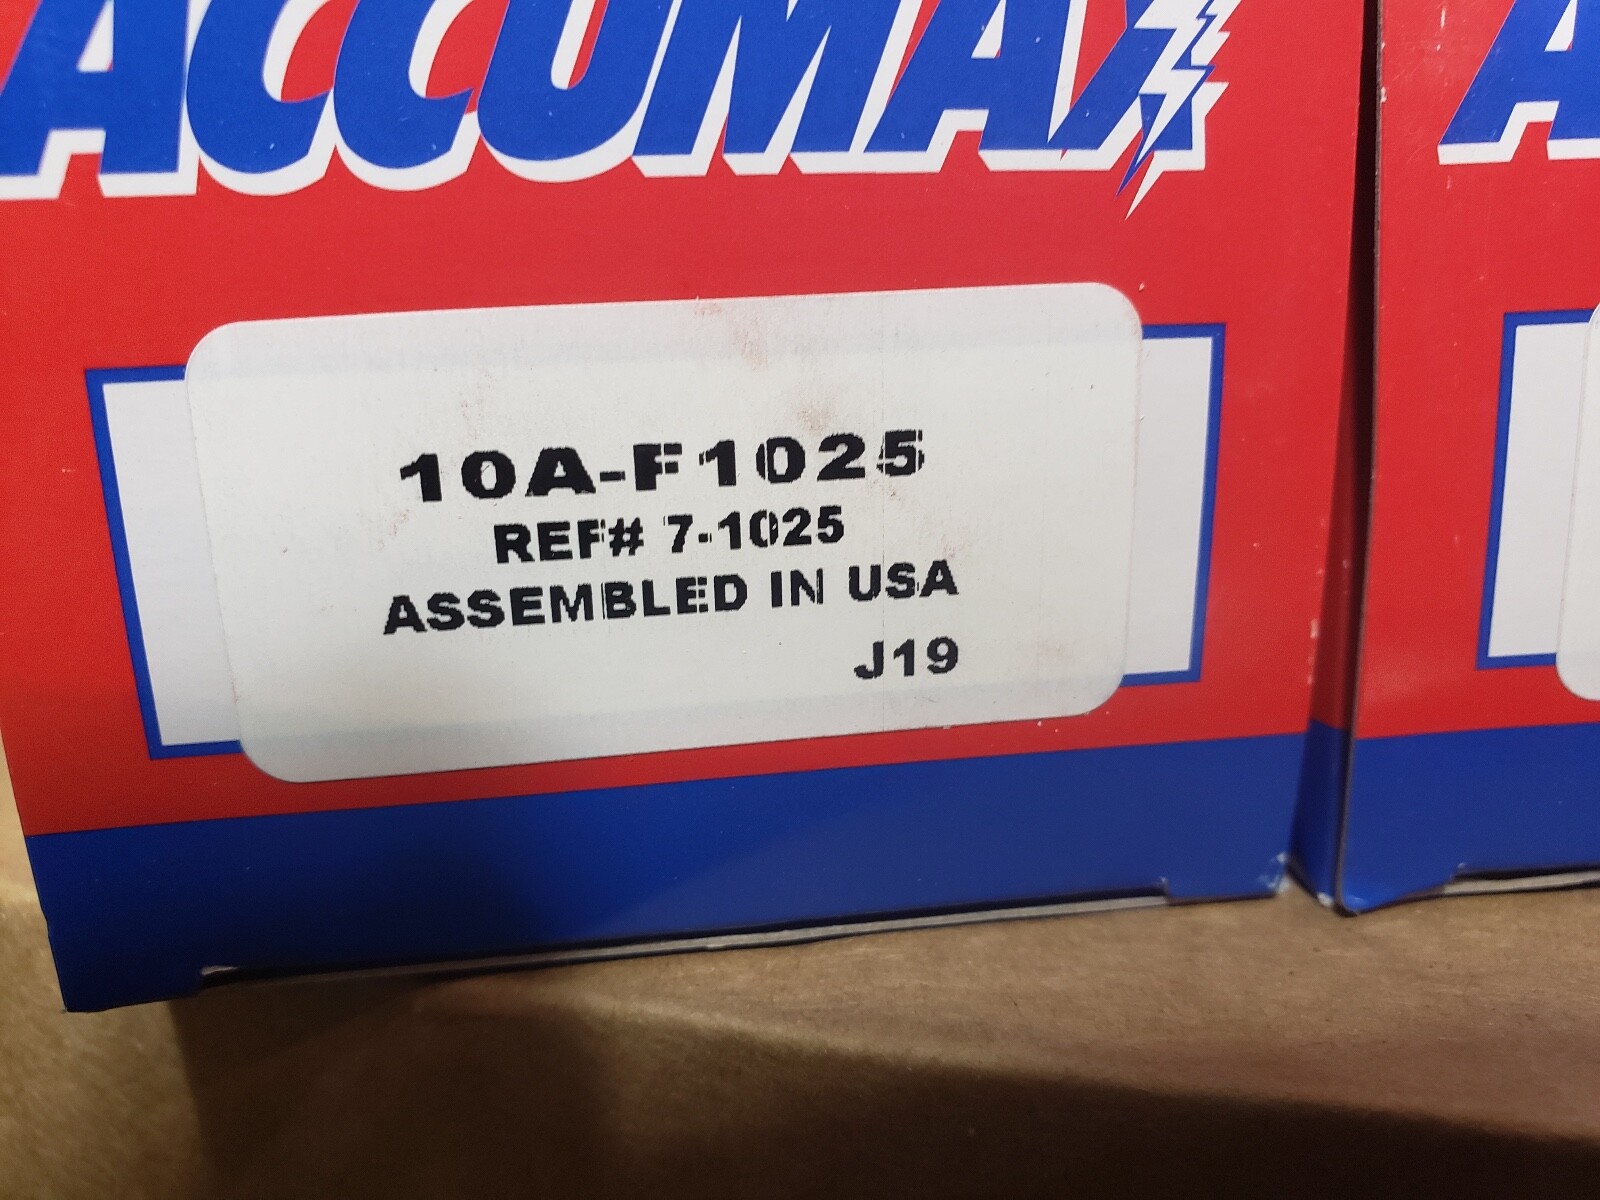 ACCUMAX
A
10A-F1025
REF# 7-1025
ASSEMBLED IN USA
J19